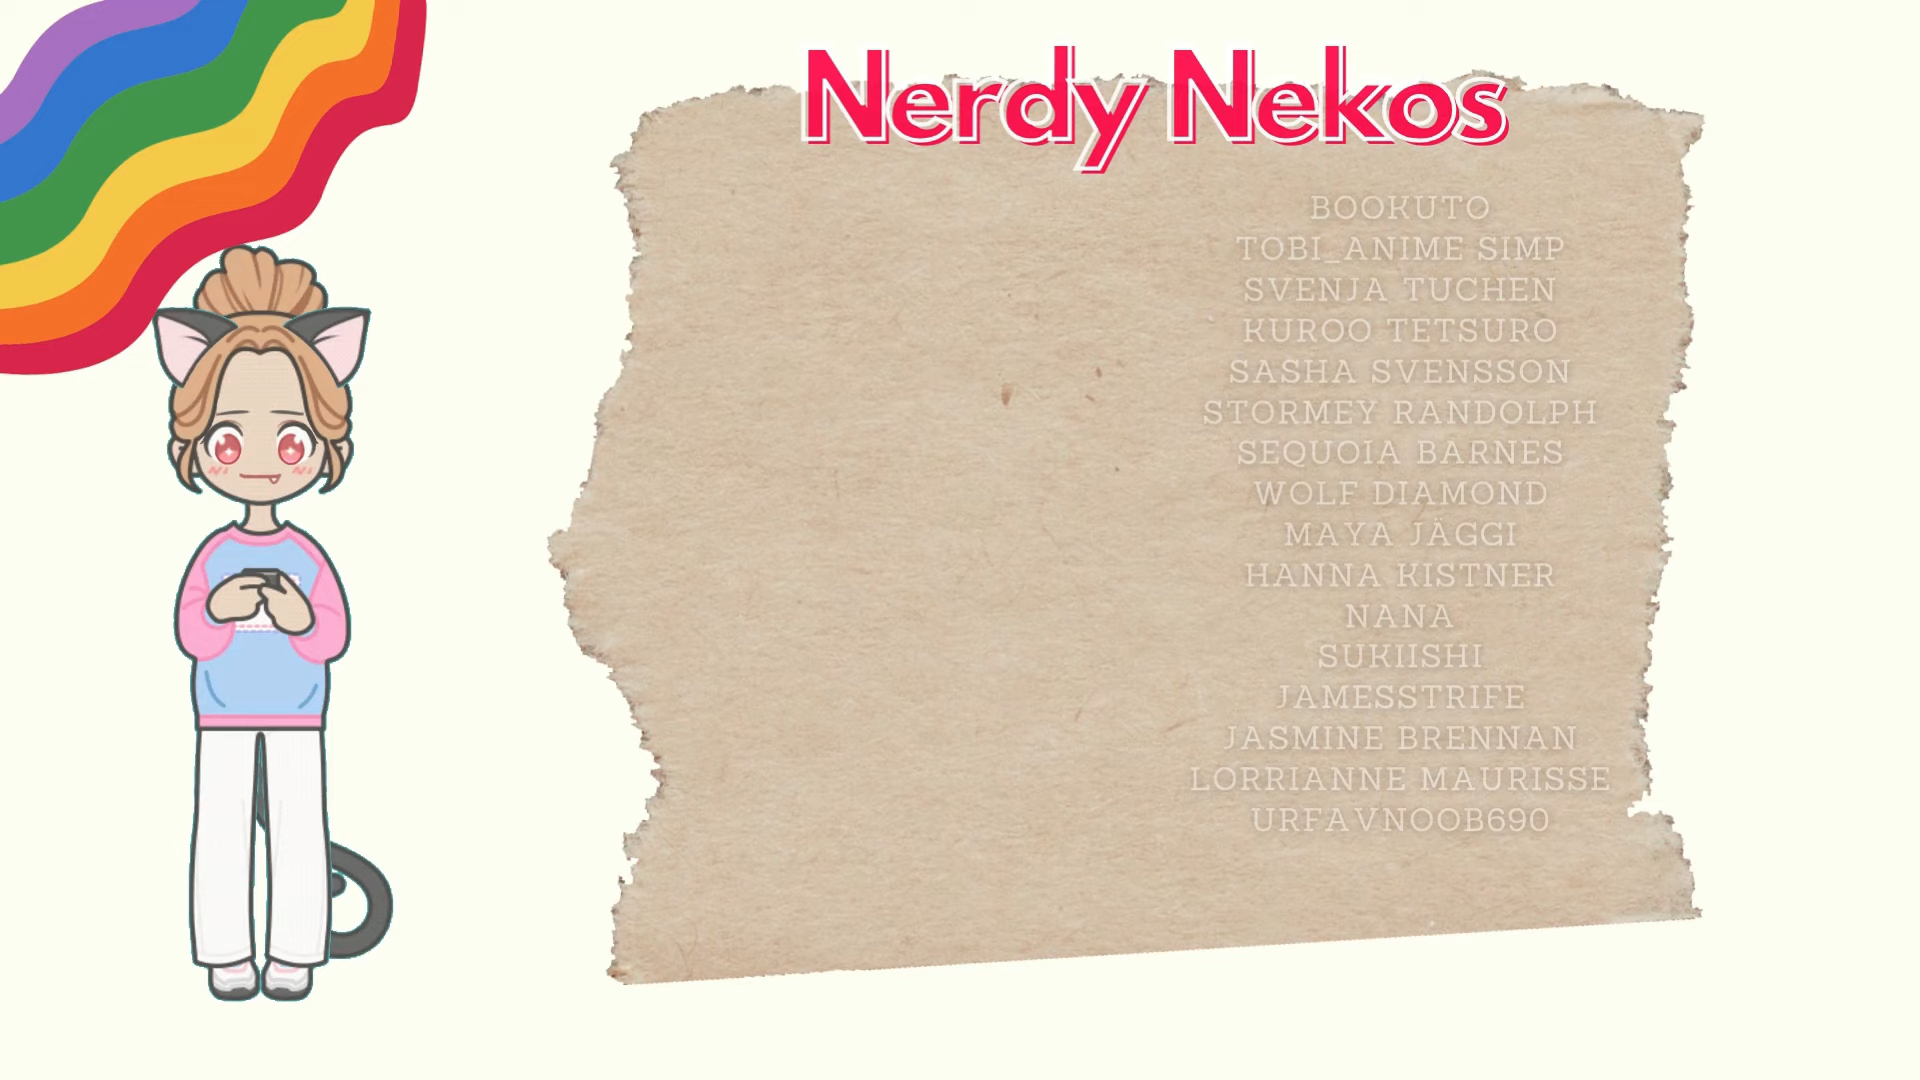 Nerdy Nekos
BOOKUTO
TOBI_ANIME SIMP
SVENJA TUCHEN
KUROO TETSURO
SASHA SVENSSON
STORMEY RANDOLPH
SEQUOIA BARNES
WOLF DIAMOND
MAYA JÄGGI
HANNA KISTNER
NANA
SUKIISHI
JAMESSTRIFE
JASMINE BRENNAN
LORRIANNE MAURISSE
URFAVNOOB690